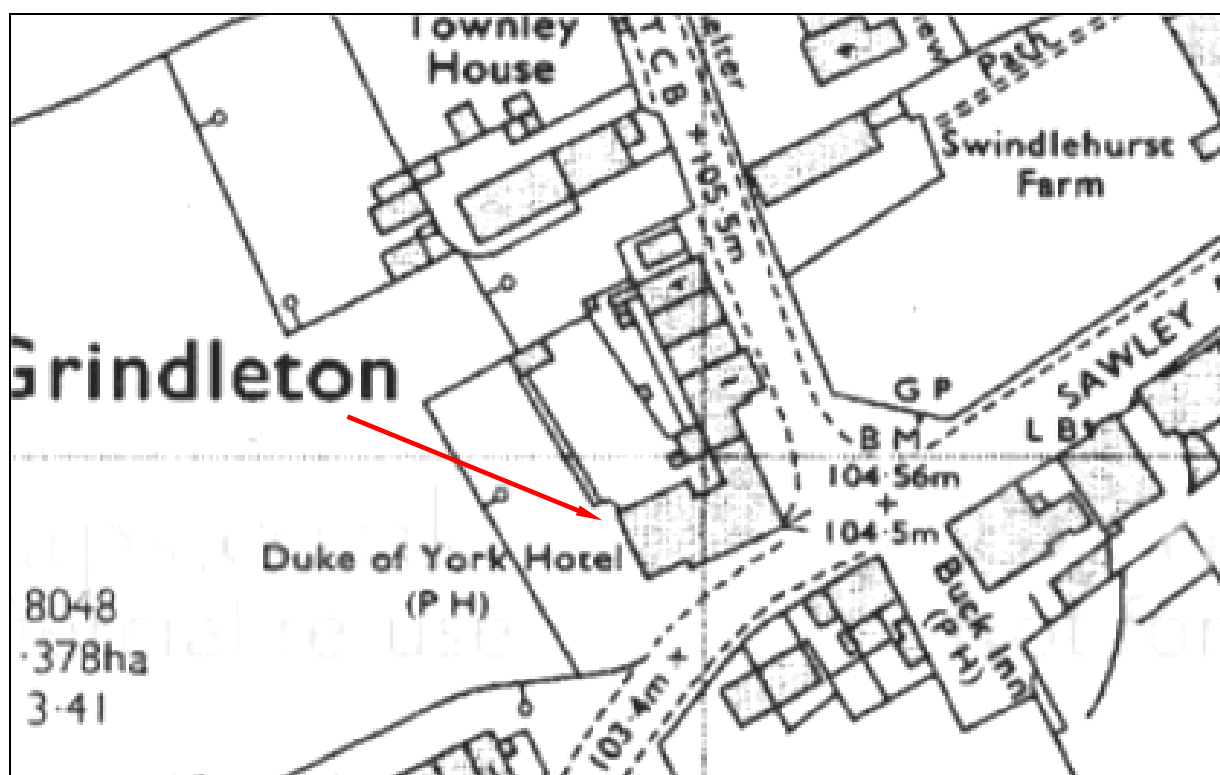 Townley
House
T C B
Path
Swindlehurst
Farm
105·5m
Grindleton
SAWLEY
G P
B M
104·56m
L B
104·5m
Duke of York Hotel
(P H)
Buck Inn
(P H)
8048
·378ha
3·41
103·4m